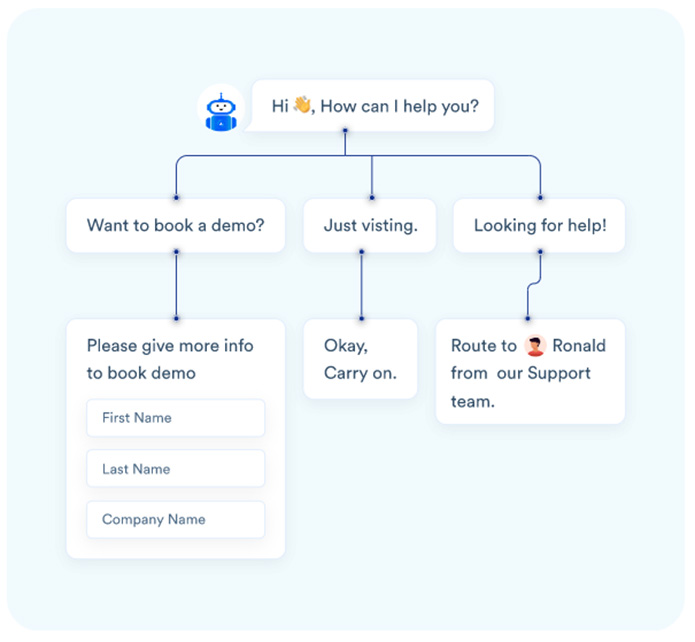 Hi 👋, How can I help you?
Want to book a demo?
Just visting.
Looking for help!
Please give more info
to book demo
First Name
Last Name
Company Name
Okay,
Carry on.
Route to Ronald
from our Support
team.